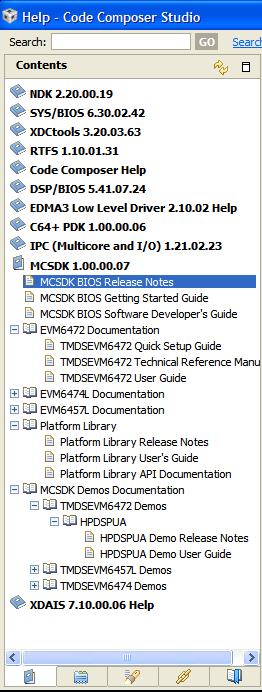 Help - Code Composer Studio
Search: GO Search
Contents
NDK 2.20.00.19
SYS/BIOS 6.30.02.42
XDCtools 3.20.03.63
RTFS 1.10.01.31
Code Composer Help
DSP/BIOS 5.41.07.24
EDMA3 Low Level Driver 2.10.02 Help
C64+ PDK 1.00.00.06
IPC (Multicore and I/O) 1.21.02.23
MCSDK 1.00.00.07
MCSDK BIOS Release Notes
MCSDK BIOS Getting Started Guide
MCSDK BIOS Software Developer's Guide
EVM6472 Documentation
TMDSEVM6472 Quick Setup Guide
TMDSEVM6472 Technical Reference Manu
TMDSEVM6472 User Guide
EVM6474L Documentation
EVM6457L Documentation
Platform Library
Platform Library Release Notes
Platform Library User's Guide
Platform Library API Documentation
MCSDK Demos Documentation
TMDSEVM6472 Demos
HPDSPUA
HPDSPUA Demo Release Notes
HPDSPUA Demo User Guide
TMDSEVM6457L Demos
TMDSEVM6474 Demos
XDAIS 7.10.00.06 Help